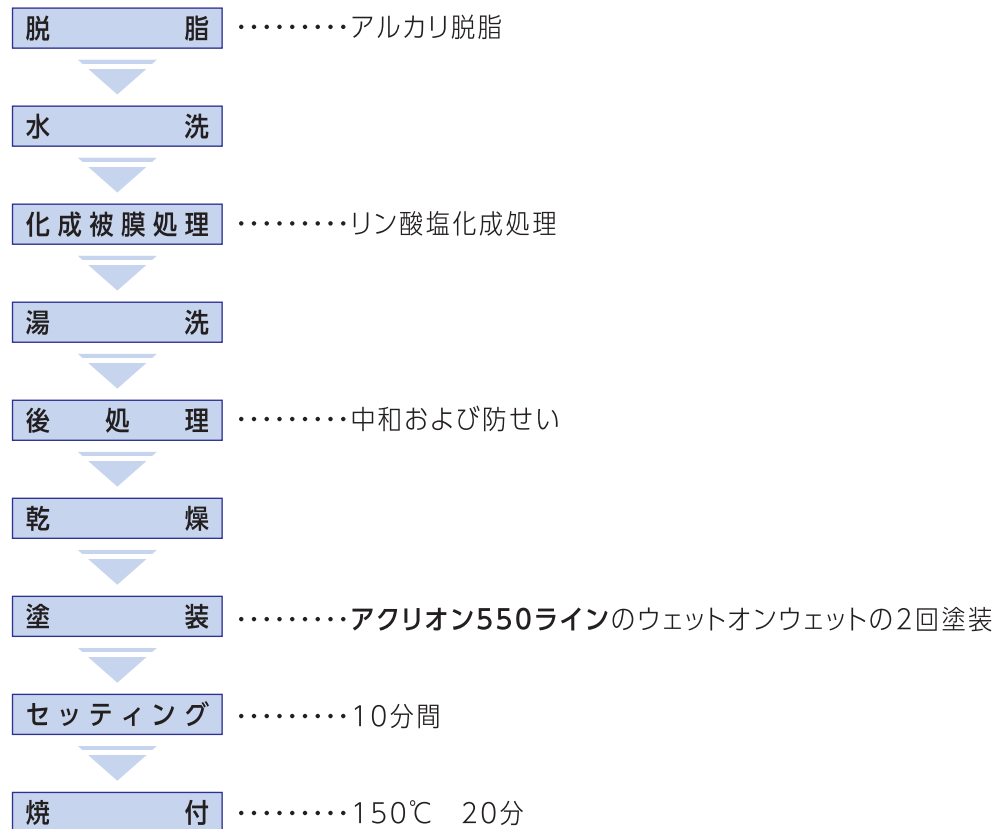 脱脂 ………アルカリ脱脂
水洗
化成被膜処理 ………リン酸塩化成処理
湯洗
後処理 ………中和および防せい
乾燥
塗装 ………アクリオン550ラインのウェットオンウェットの2回塗装
セッティング ………10分間
焼付 ………150℃ 20分